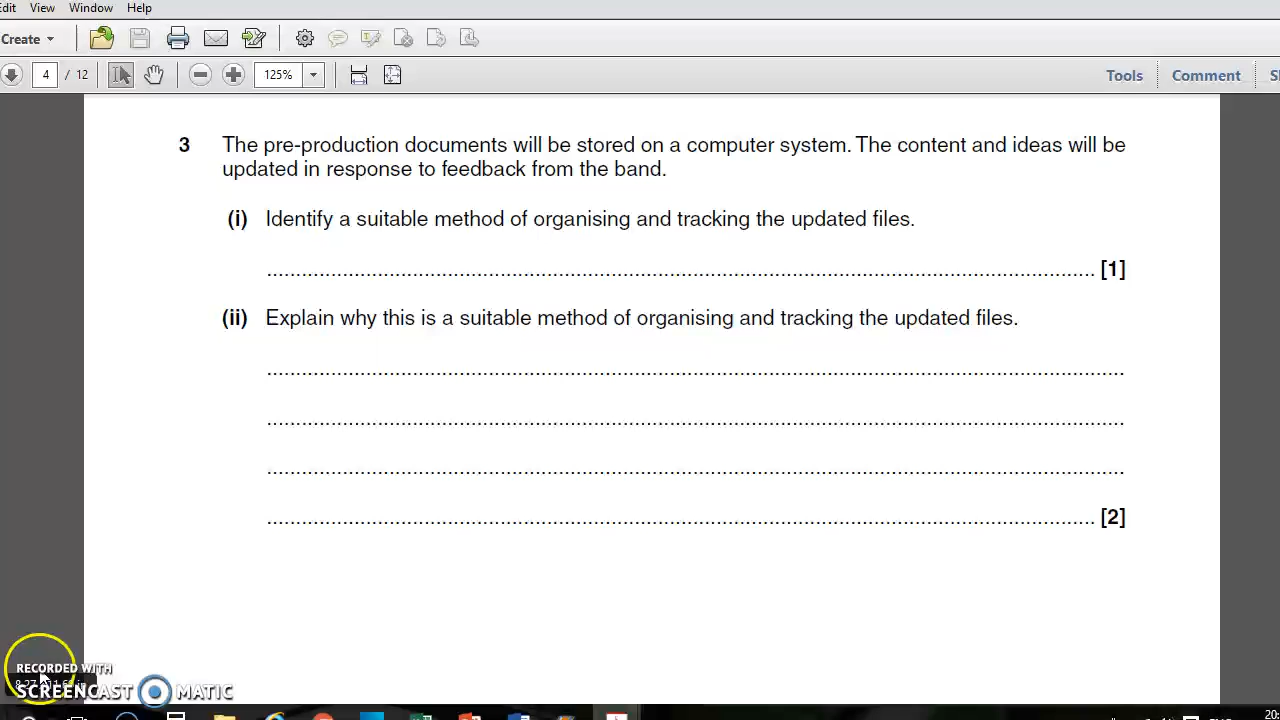 Edit View Window Help
Create
4 / 12 125% Tools Comment
3 The pre-production documents will be stored on a computer system. The content and ideas will be
updated in response to feedback from the band.
(i) Identify a suitable method of organising and tracking the updated files.
.......................................................................................................................................... [1]
(ii) Explain why this is a suitable method of organising and tracking the updated files.
...............................................................................................................................................
...............................................................................................................................................
...............................................................................................................................................
.......................................................................................................................................... [2]
RECORDED WITH
SCREENCAST MATIC